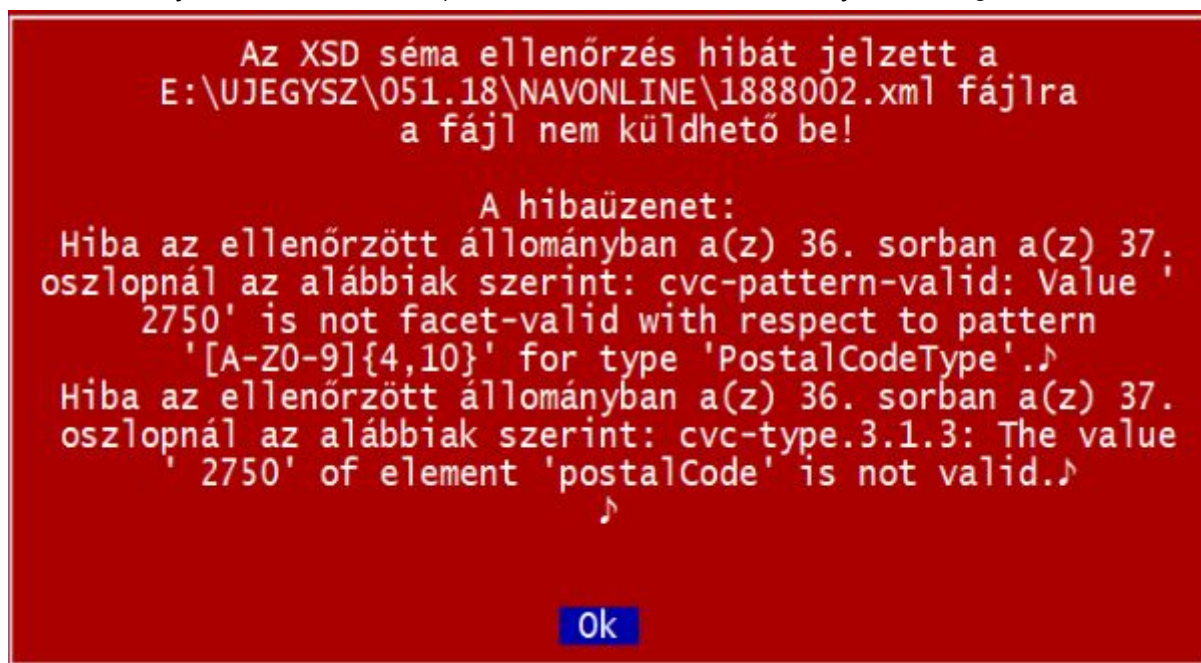 Az XSD séma ellenőrzés hibát jelzett a
E:\UJEGYSZ\051.18\NAVONLINE\1888002.xml fájlra
a fájl nem küldhető be!
A hibaüzenet:
Hiba az ellenőrzött állományban a(z) 36. sorban a(z) 37.
oszlopnál az alábbiak szerint: cvc-pattern-valid: Value '
2750' is not facet-valid with respect to pattern
'[A-Z0-9]{4,10}' for type 'PostalCodeType'.♪
Hiba az ellenőrzött állományban a(z) 36. sorban a(z) 37.
oszlopnál az alábbiak szerint: cvc-type.3.1.3: The value
' 2750' of element 'postalCode' is not valid.♪
♪
Ok